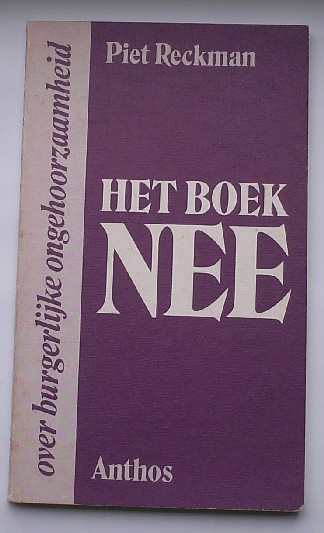 Piet Reckman
HET BOEK
NEE
over burgerlijke ongehoorzaamheid
Anthos